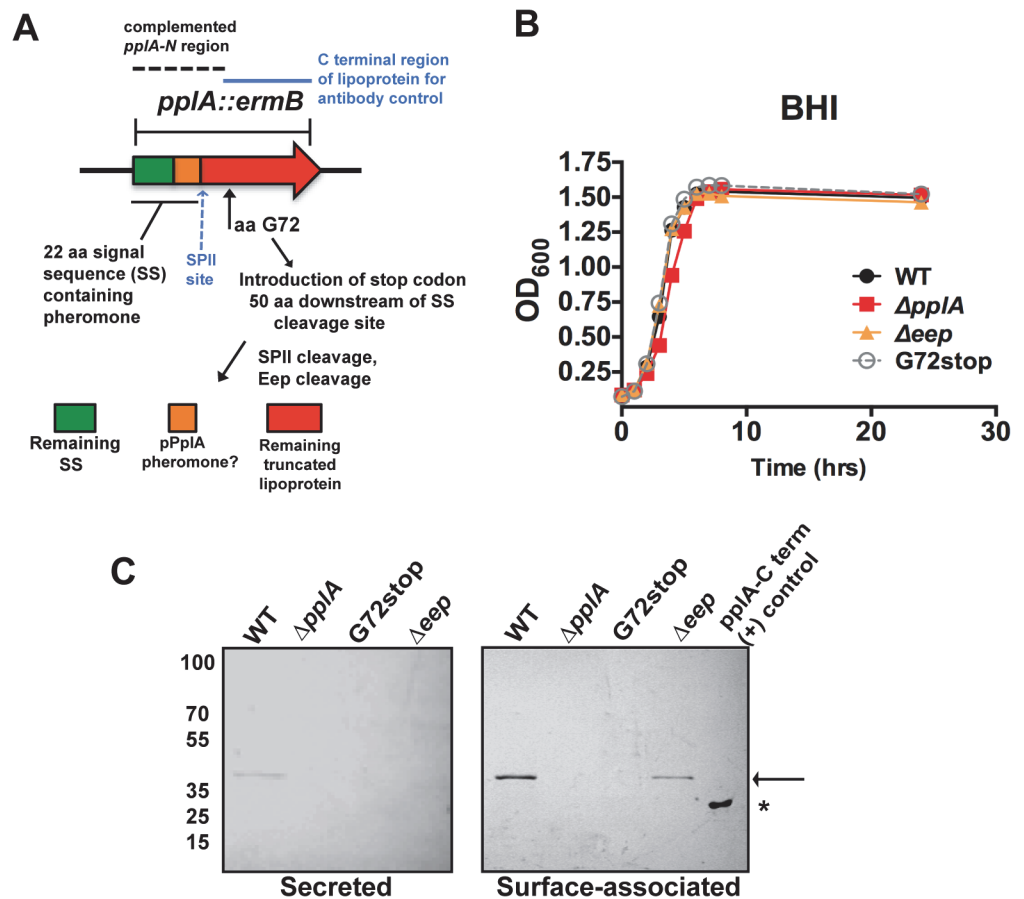 A
complemented
pplA-N region
C terminal region
of lipoprotein for
antibody control
pplA::ermB
aa G72
22 aa signal
sequence (SS)
containing
pheromone
SPII
site
Introduction of stop codon
50 aa downstream of SS
cleavage site
SPII cleavage,
Eep cleavage
Remaining
SS
pPplA
pheromone?
Remaining
truncated
lipoprotein
B
BHI
OD600
1.75
1.50
1.25
1.00
0.75
0.50
0.25
0
10
20
30
Time (hrs)
WT
ΔpplA
Δeep
G72stop
C
WT
ΔpplA
G72stop
Δeep
100
70
55
35
25
15
Secreted
WT
ΔpplA
G72stop
Δeep
pplA-C term
(+) control
*
Surface-associated